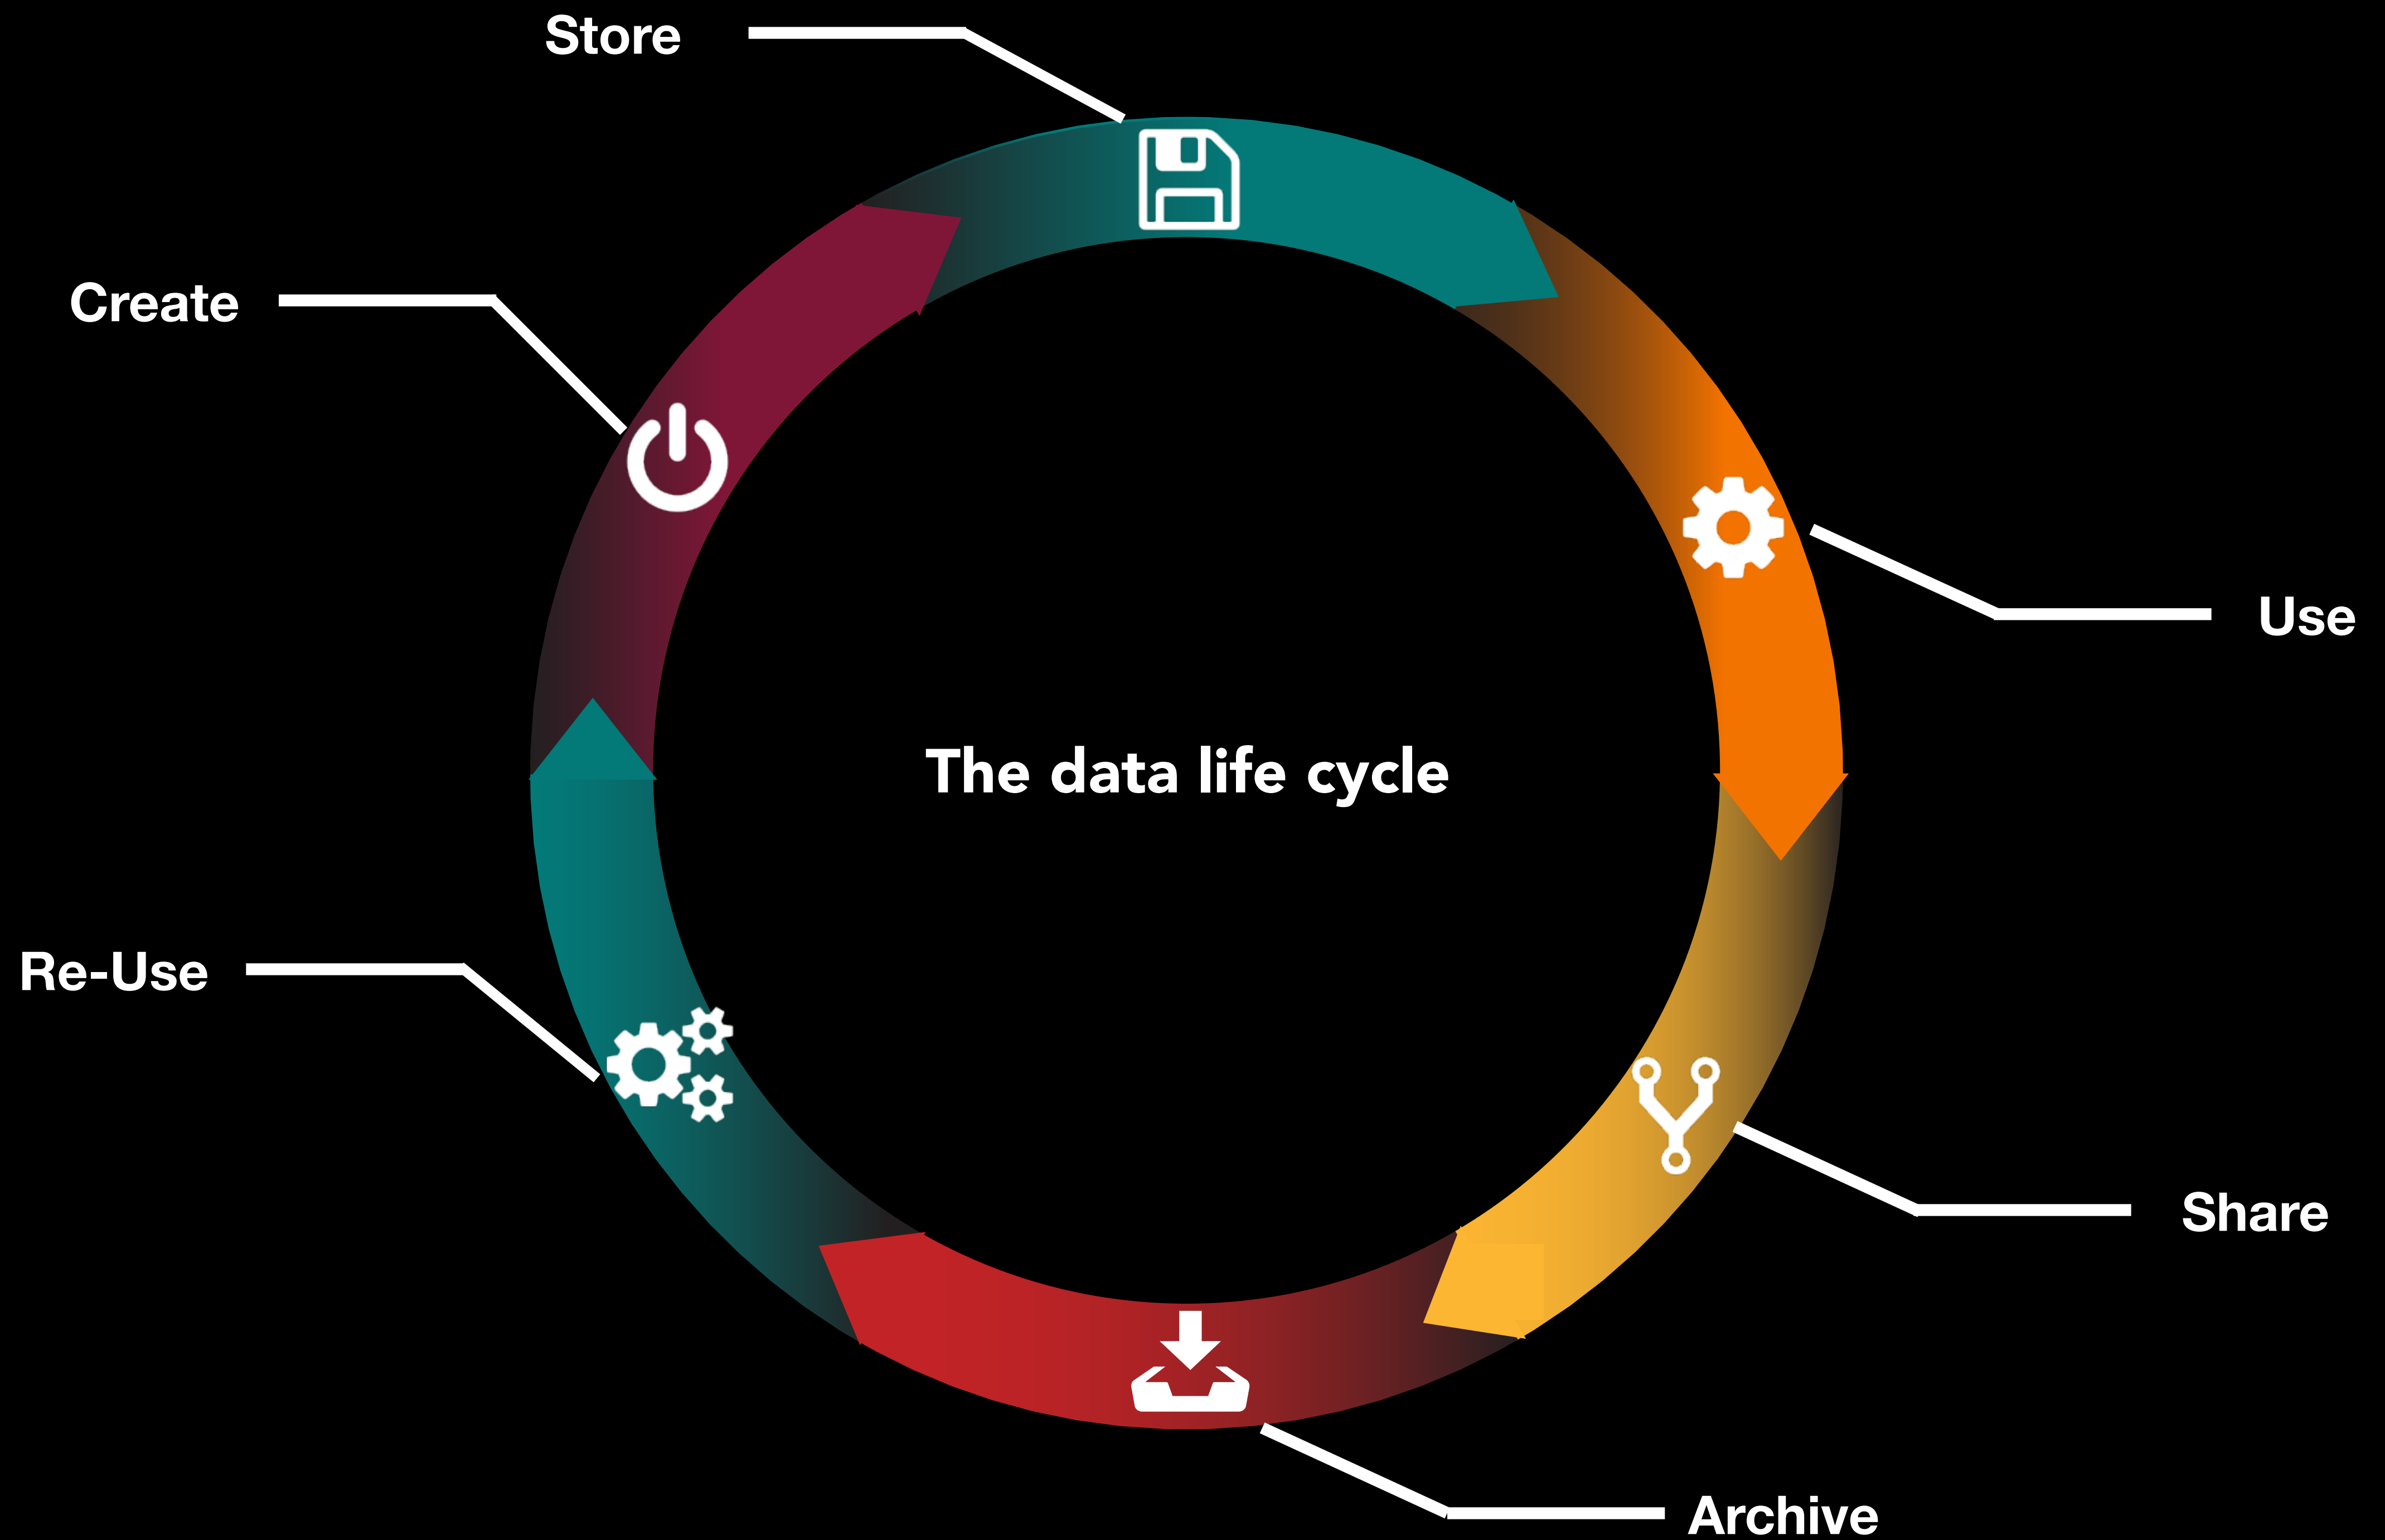 Store
Create
Use
The data life cycle
Re-Use
Share
Archive